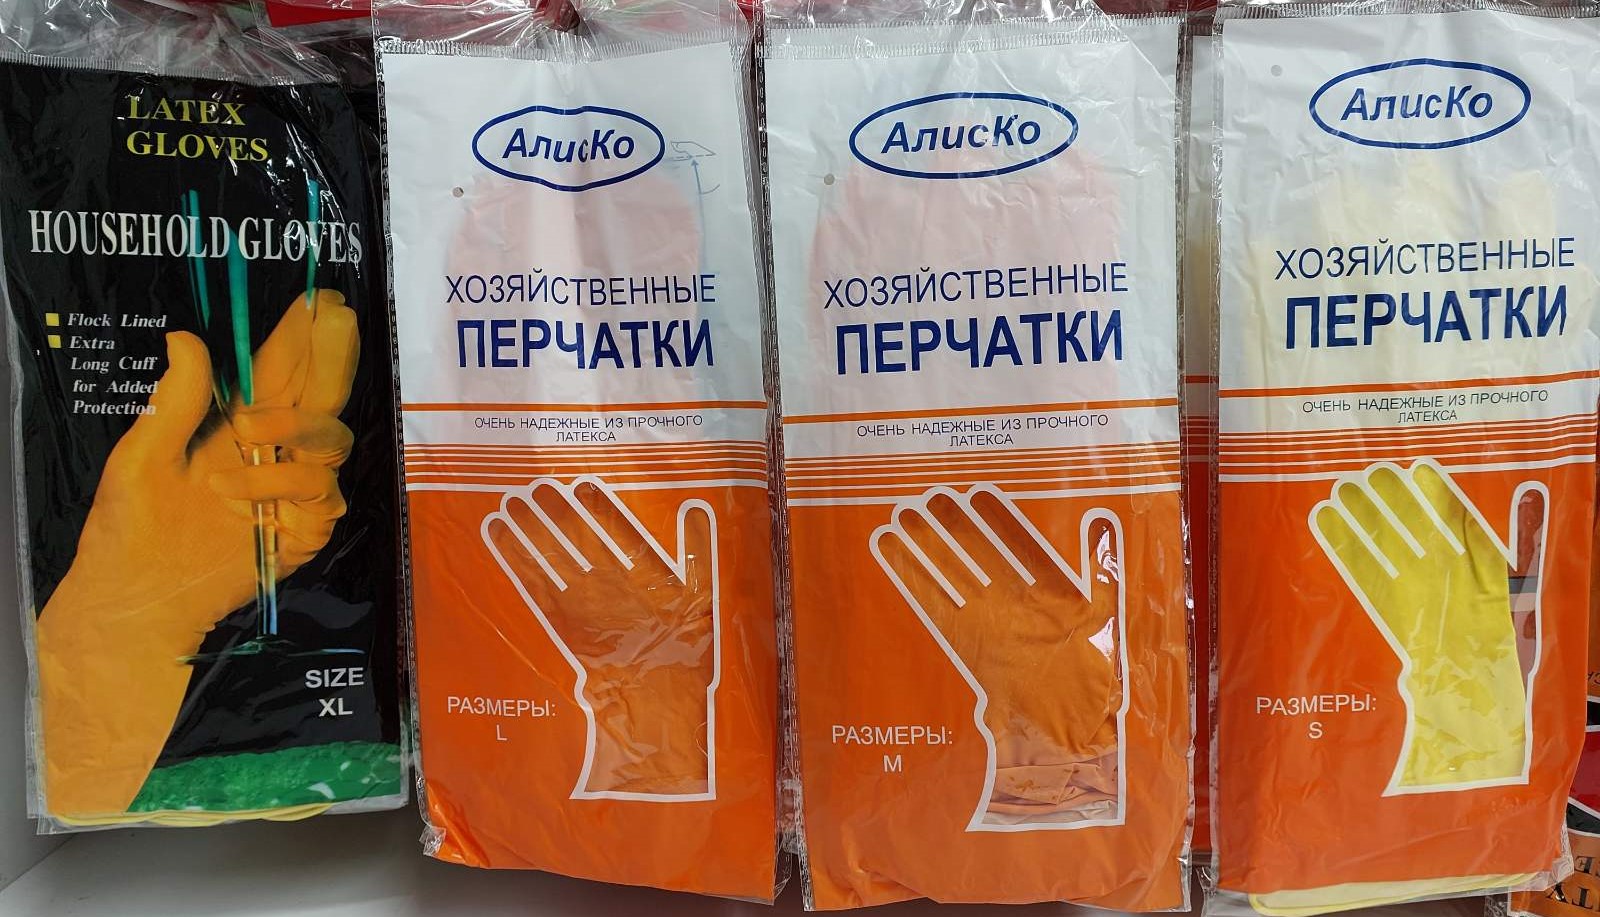 LATEX
GLOVES
HOUSEHOLD GLOVES
Flock Lined
Extra
Long Cuff
for Added
Protection
SIZE
XL
АлисКо
ХОЗЯЙСТВЕННЫЕ
ПЕРЧАТКИ
ОЧЕНЬ НАДЕЖНЫЕ ИЗ ПРОЧНОГО
ЛАТЕКСА
РАЗМЕРЫ:
L
АлисКо
ХОЗЯЙСТВЕННЫЕ
ПЕРЧАТКИ
ОЧЕНЬ НАДЕЖНЫЕ ИЗ ПРОЧНОГО
ЛАТЕКСА
РАЗМЕРЫ:
M
АлисКо
ХОЗЯЙСТВЕННЫЕ
ПЕРЧАТКИ
ОЧЕНЬ НАДЕЖНЫЕ ИЗ ПРОЧНОГО
ЛАТЕКСА
РАЗМЕРЫ:
S